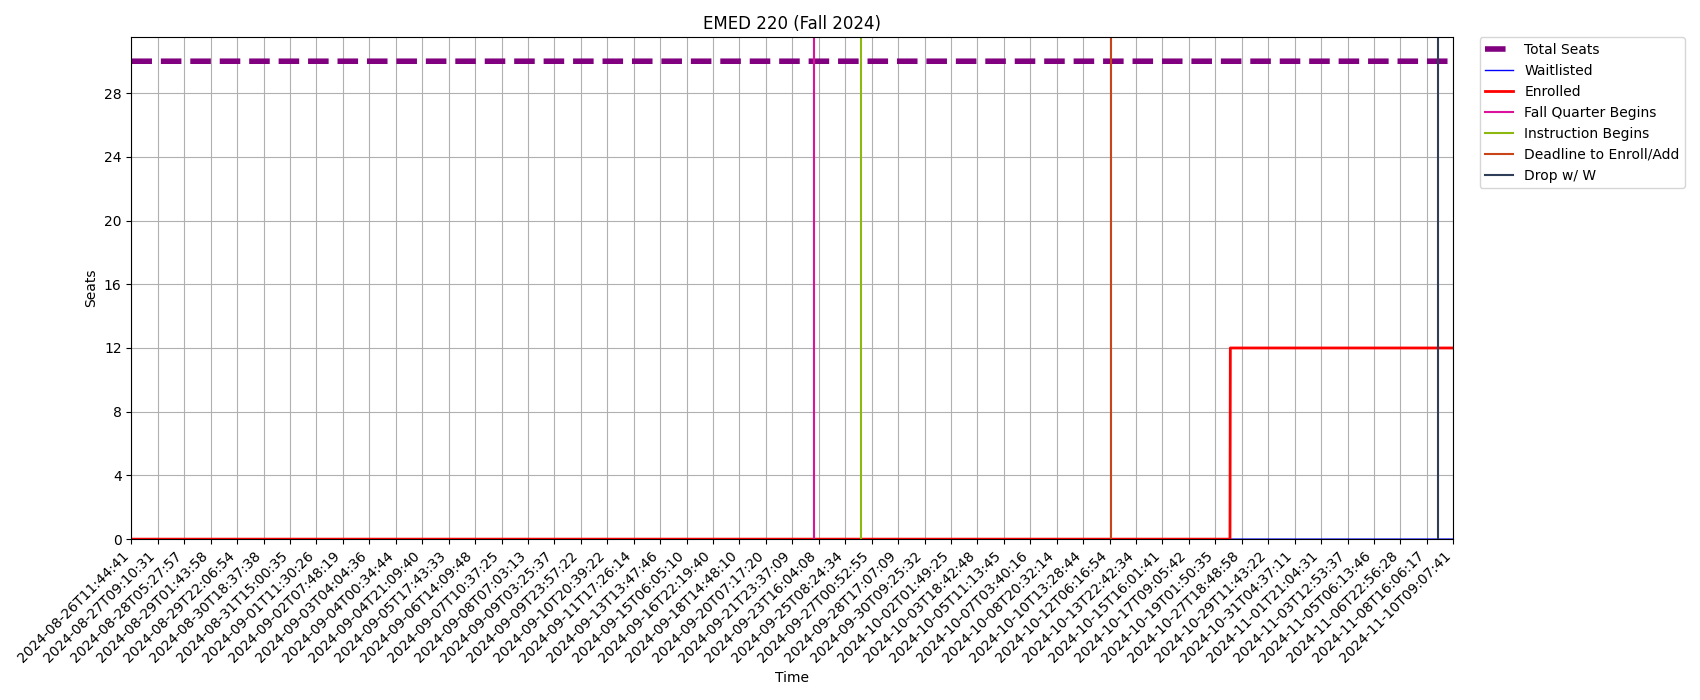 EMED 220 (Fall 2024)
Total Seats
Waitlisted
Enrolled
Fall Quarter Begins
Instruction Begins
Deadline to Enroll/Add
Drop w/ W
28
24
20
16
12
8
4
0
Seats
2024-08-26T11:44:41
2024-08-27T09:10:31
2024-08-28T05:27:57
2024-08-29T01:43:58
2024-08-29T22:06:54
2024-08-30T18:37:38
2024-08-31T15:00:35
2024-09-01T11:30:26
2024-09-02T07:48:19
2024-09-03T04:04:36
2024-09-04T00:34:44
2024-09-04T21:09:40
2024-09-05T17:43:33
2024-09-06T14:09:48
2024-09-07T10:37:25
2024-09-08T07:03:13
2024-09-09T03:25:37
2024-09-09T23:57:22
2024-09-10T20:39:22
2024-09-11T17:26:14
2024-09-13T13:47:46
2024-09-15T06:05:10
2024-09-16T22:19:40
2024-09-18T14:48:10
2024-09-20T07:17:20
2024-09-21T23:37:09
2024-09-23T16:04:08
2024-09-25T08:24:34
2024-09-27T00:52:55
2024-09-28T17:07:09
2024-09-30T09:25:32
2024-10-02T01:49:25
2024-10-03T18:42:48
2024-10-05T11:13:45
2024-10-07T03:40:16
2024-10-08T20:32:14
2024-10-10T13:28:44
2024-10-12T06:16:54
2024-10-13T22:42:34
2024-10-15T16:01:41
2024-10-17T09:05:42
2024-10-19T01:50:35
2024-10-27T18:48:58
2024-10-29T11:43:22
2024-10-31T04:37:11
2024-11-01T21:04:31
2024-11-03T12:53:37
2024-11-05T06:13:46
2024-11-06T22:56:28
2024-11-08T16:06:17
2024-11-10T09:07:41
Time